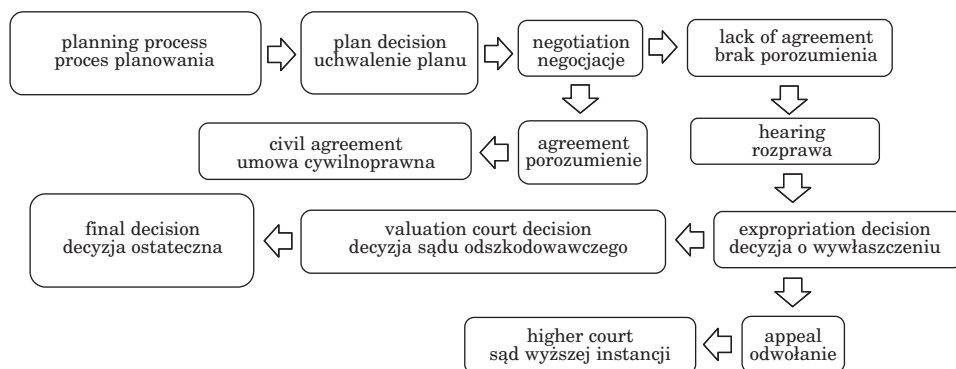 planning process
proces planowania
plan decision
uchwalenie planu
negotiation
negocjacje
lack of agreement
brak porozumienia
civil agreement
umowa cywilnoprawna
agreement
porozumienie
hearing
rozprawa
final decision
decyzja ostateczna
valuation court decision
decyzja sądu odszkodowawczego
expropriation decision
decyzja o wywłaszczeniu
higher court
sąd wyższej instancji
appeal
odwołanie